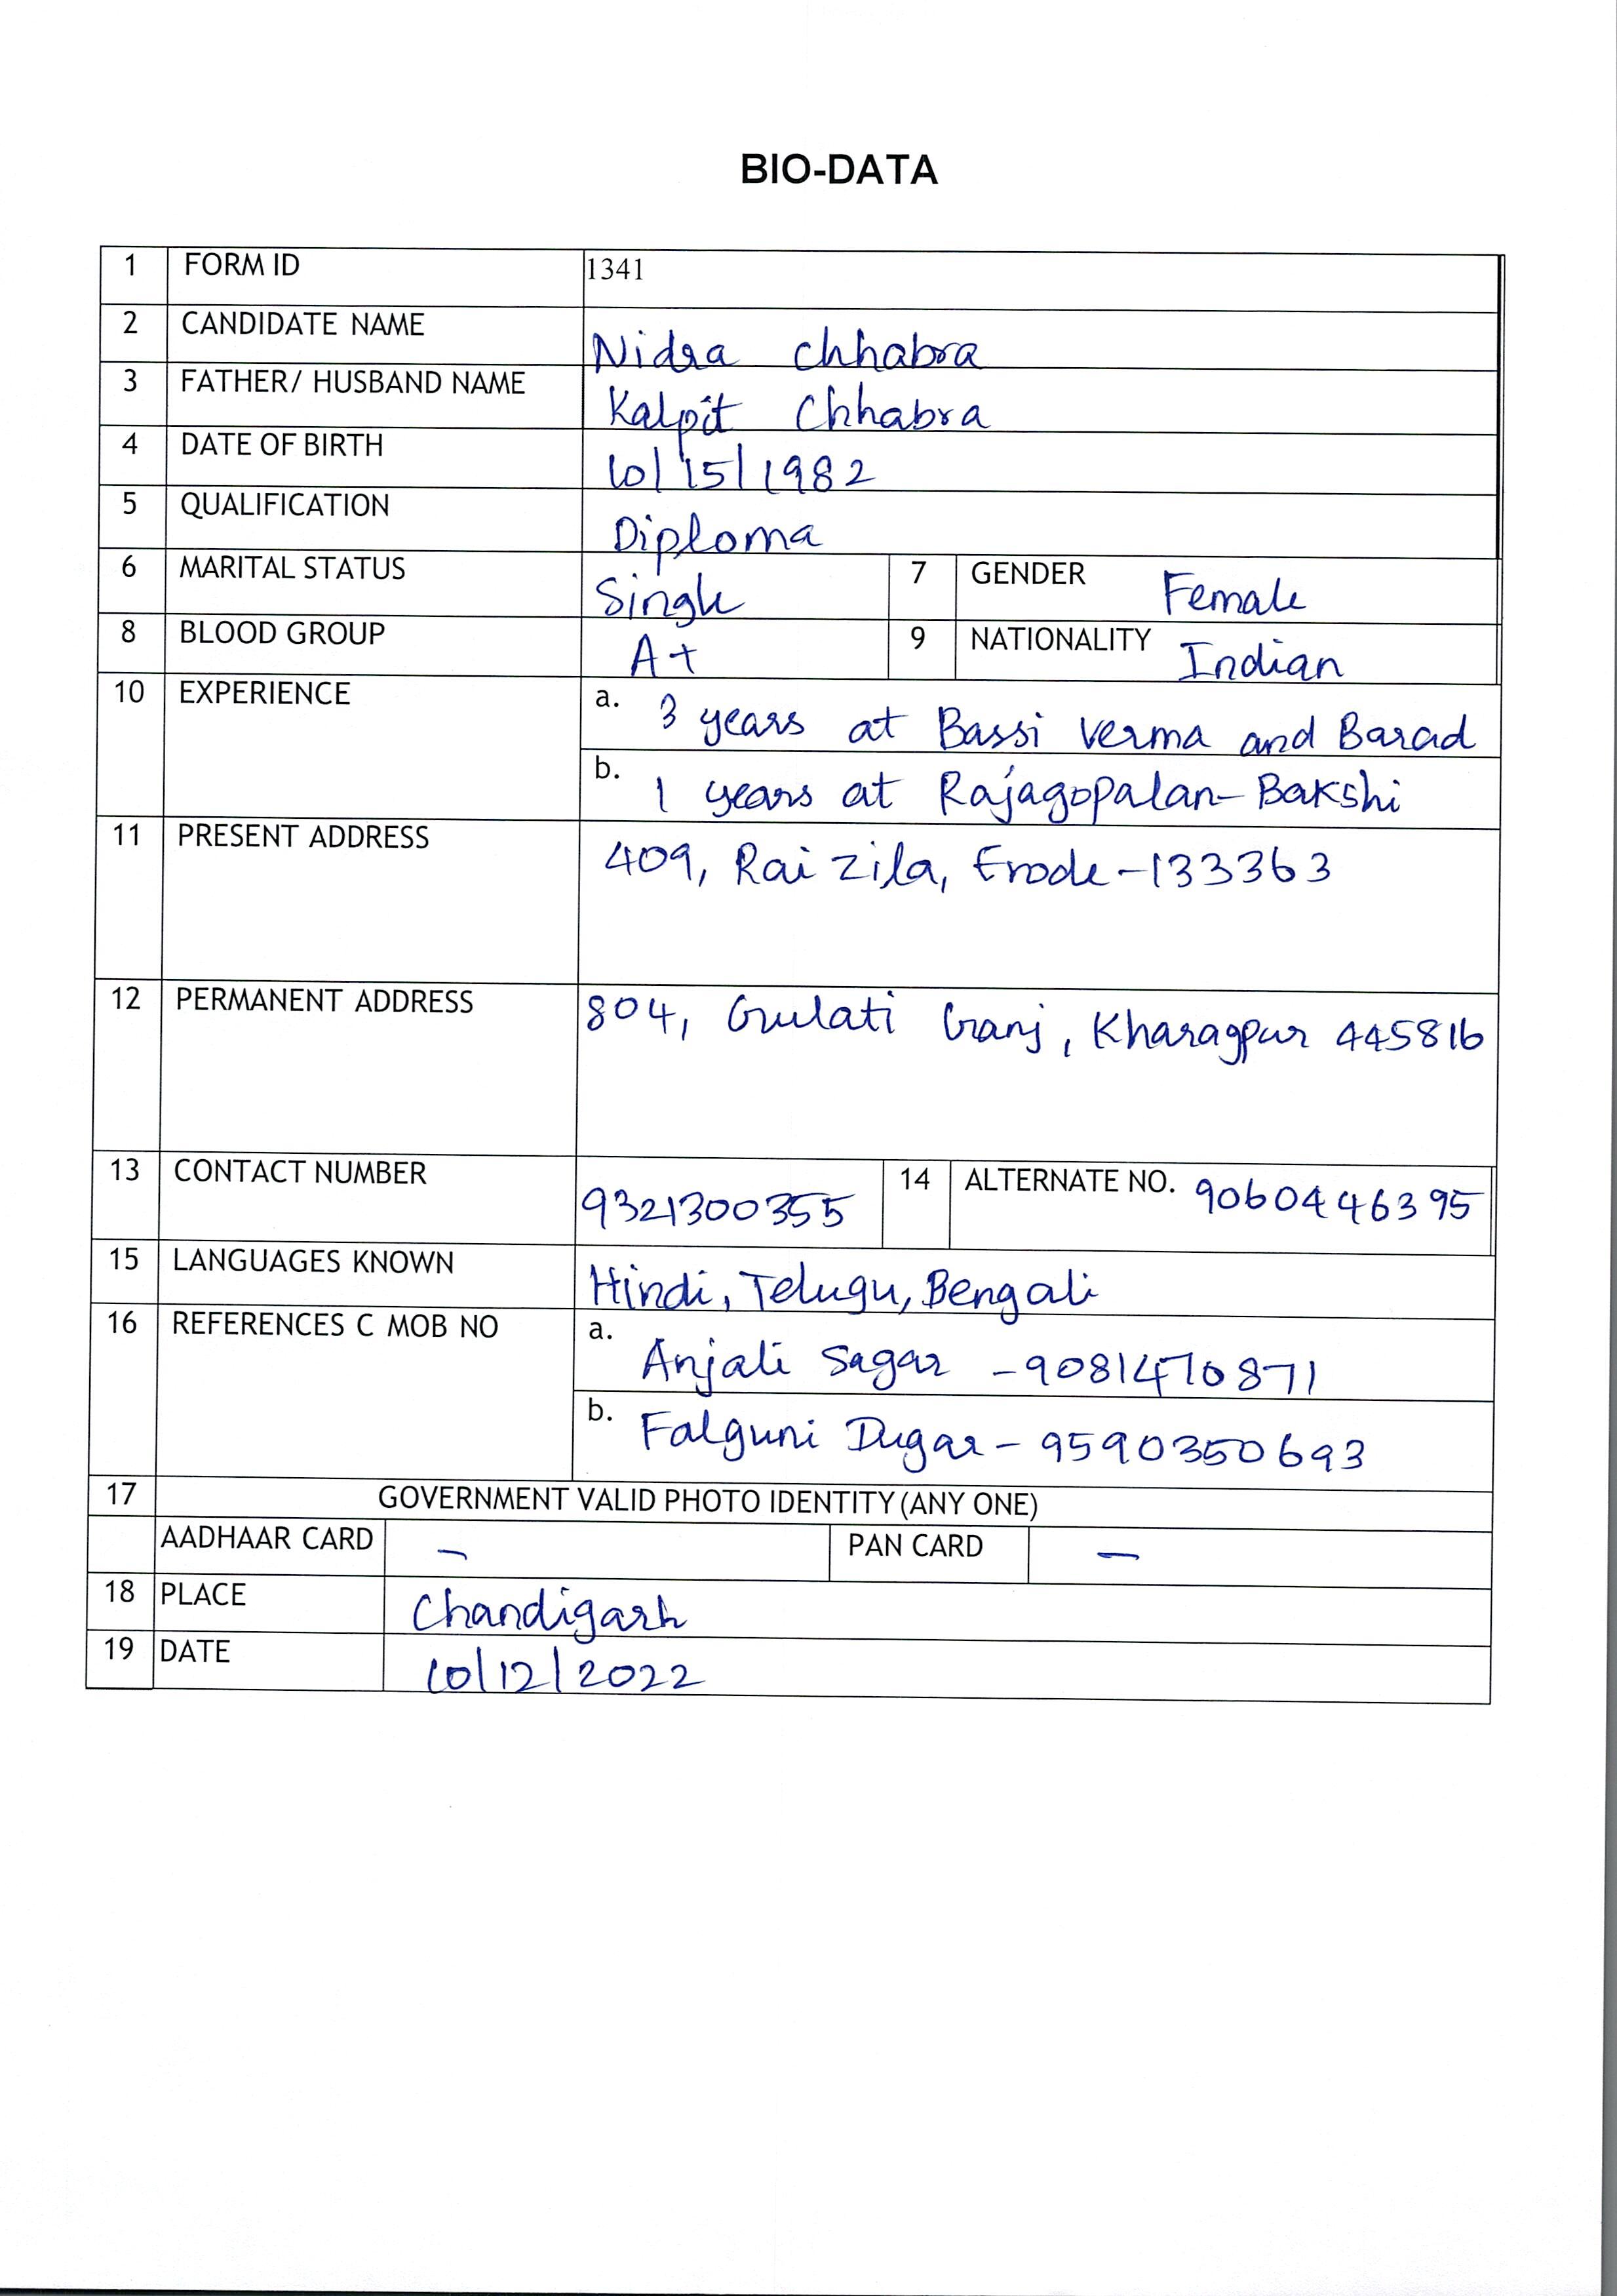 BIO-DATA
1 FORM ID 1341
2 CANDIDATE NAME Nidra Chhabra
3 FATHER/ HUSBAND NAME Kalpit Chhabra
4 DATE OF BIRTH 10/15/1982
5 QUALIFICATION Diploma
6 MARITAL STATUS Single 7 GENDER Female
8 BLOOD GROUP A+ 9 NATIONALITY Indian
10 EXPERIENCE a. 3 years at Bassi Verma and Barad
b. 1 years at Rajagopalan-Bakshi
11 PRESENT ADDRESS 409, Rai Zila, Erode-133363
12 PERMANENT ADDRESS 804, Gulati Ganj, Kharagpur 445816
13 CONTACT NUMBER 9321300355 14 ALTERNATE NO. 9060446395
15 LANGUAGES KNOWN Hindi, Telugu, Bengali
16 REFERENCES C MOB NO a. Anjali Sagar -9081470871
b. Falguni Dugar - 9590350693
17 GOVERNMENT VALID PHOTO IDENTITY (ANY ONE)
AADHAAR CARD - PAN CARD -
18 PLACE Chandigarh
19 DATE 10/12/2022